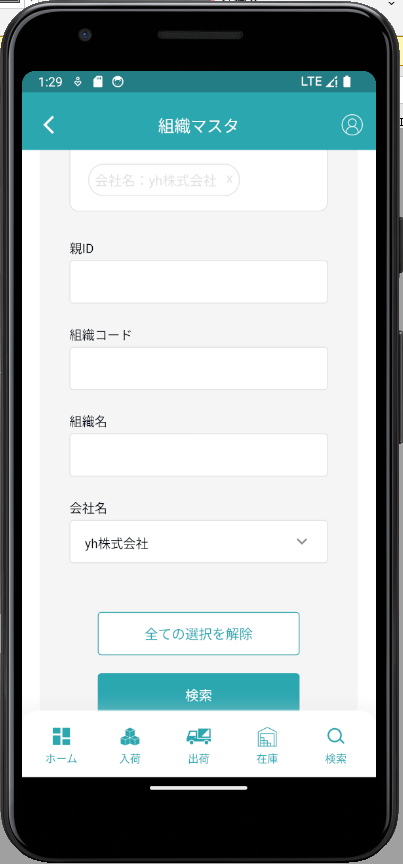 1:29
LTE
組織マスタ
会社名：yh株式会社 x
親ID
組織コード
組織名
会社名
yh株式会社
全ての選択を解除
検索
ホーム 入荷 出荷 在庫 検索